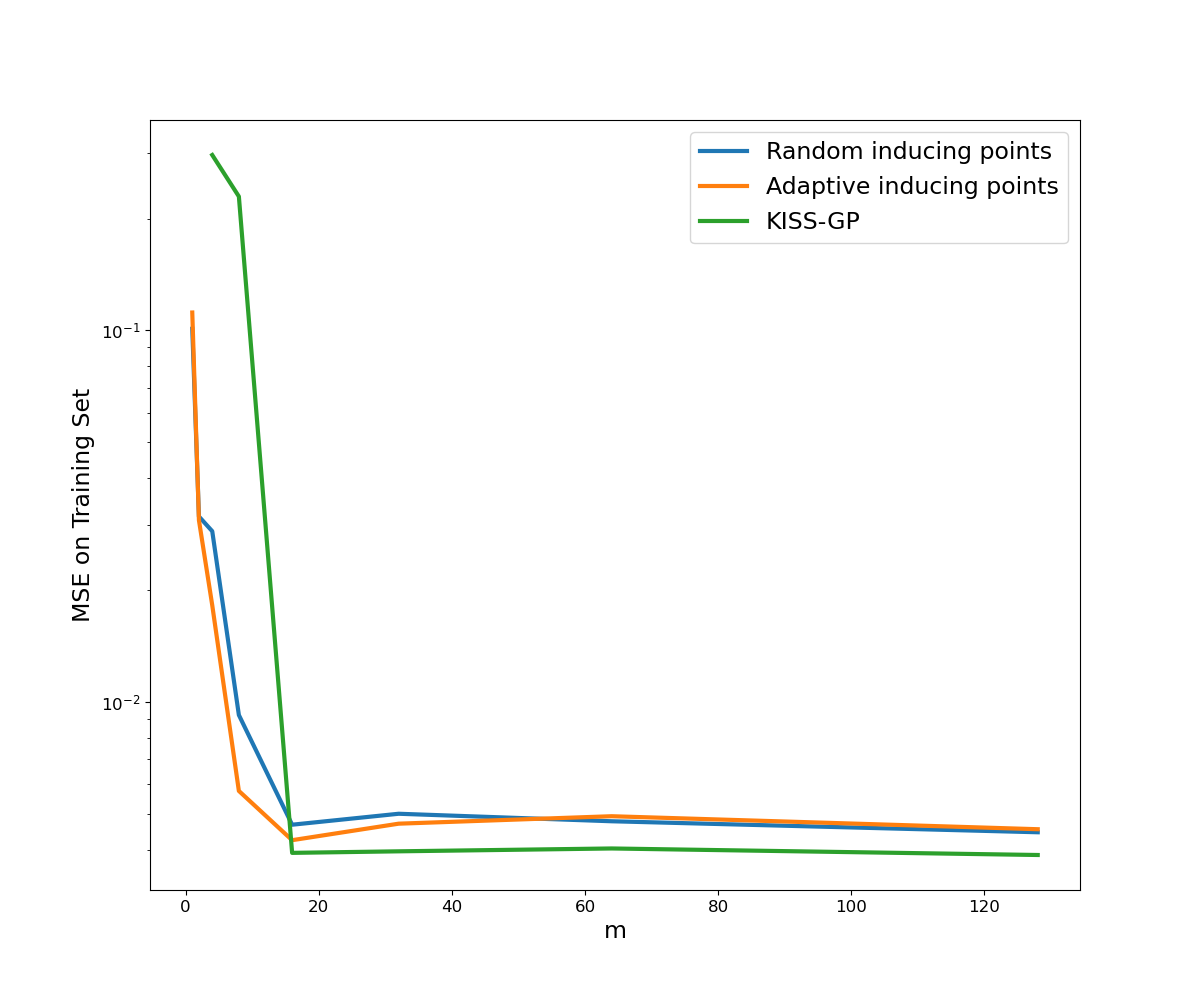 Random inducing points
Adaptive inducing points
KISS-GP
MSE on Training Set
10⁻¹
10⁻²
0 20 40 60 80 100 120
m